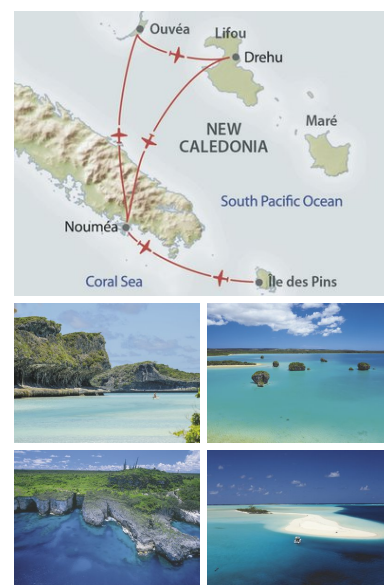 Ouvéa
Lifou
Drehu
NEW
CALEDONIA
Maré
South Pacific Ocean
Nouméa
Coral Sea
Île des Pins